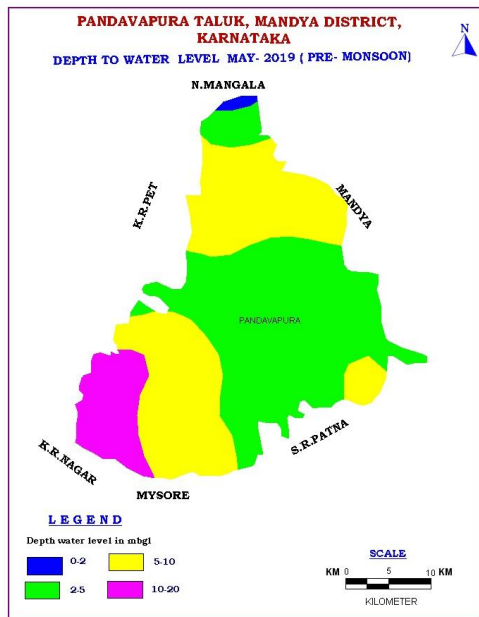 PANDAVAPURA TALUK, MANDYA DISTRICT,
KARNATAKA
DEPTH TO WATER LEVEL MAY- 2019 ( PRE- MONSOON)
N
N.MANGALA
K.R.PET
MANDYA
PANDAVAPURA
S.R.PATNA
K.R.NAGAR
MYSORE
LEGEND
Depth water level in mbgl
0-2
5-10
2-5
10-20
SCALE
KM 0 5 10 KM
KILOMETER